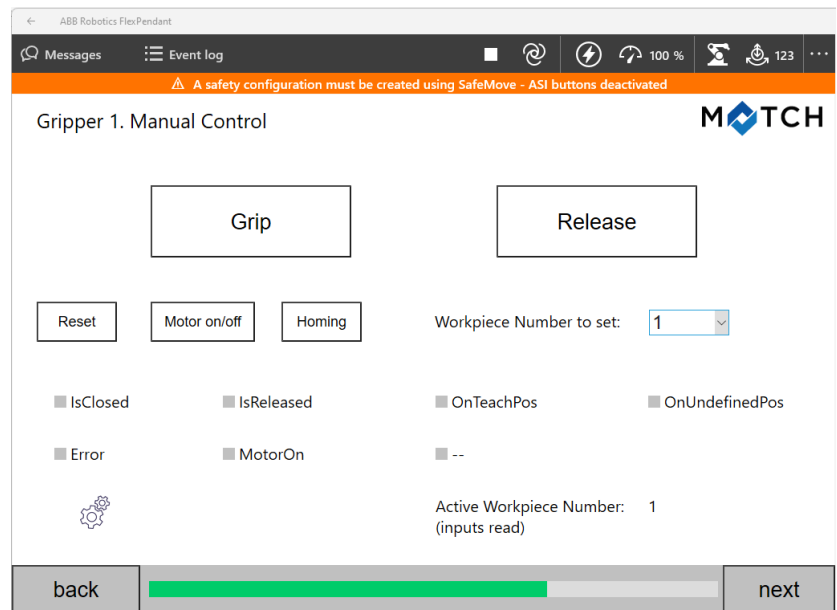 ABB Robotics FlexPendant
Messages Event log 100 % 123 ···
A safety configuration must be created using SafeMove - ASI buttons deactivated
Gripper 1. Manual Control
MATCH
Grip Release
Reset Motor on/off Homing Workpiece Number to set: 1
IsClosed IsReleased OnTeachPos OnUndefinedPos
Error MotorOn --
Active Workpiece Number: 1
(inputs read)
back next